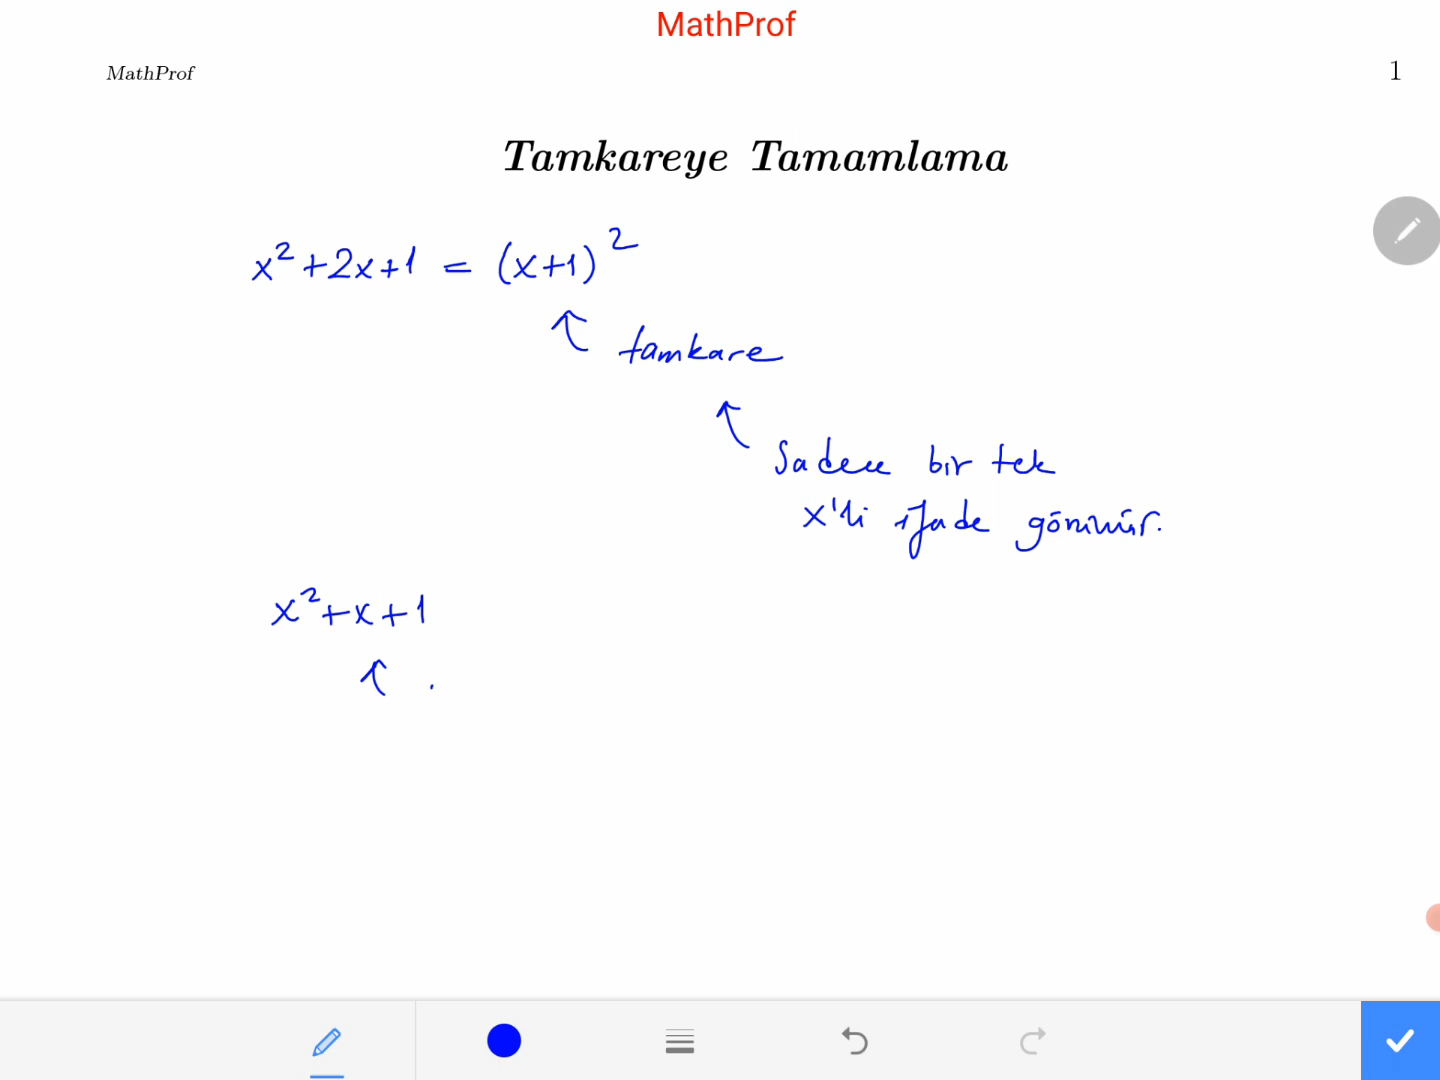 MathProf
MathProf
1
Tamkareye Tamamlama
x²+2x+1 = (x+1)²
tamkare
Sadece bir tek
x'li ifade görünür.
x²+x+1